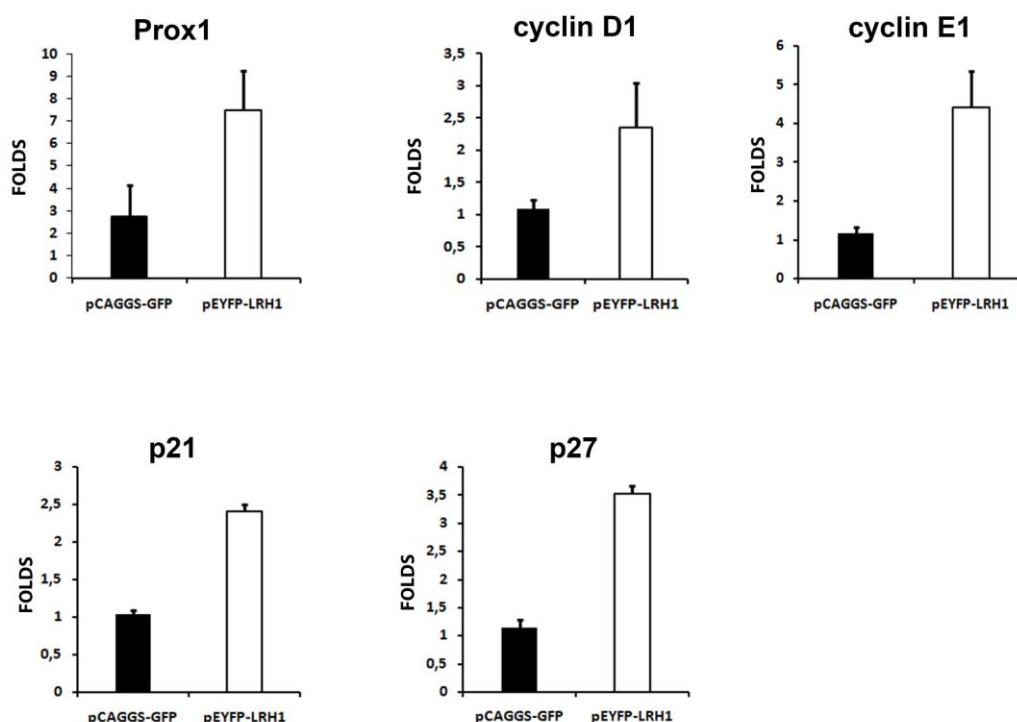 Prox1
FOLDS
10
9
8
7
6
5
4
3
2
1
0
pCAGGS-GFP pEYFP-LRH1
cyclin D1
FOLDS
3,5
3
2,5
2
1,5
1
0,5
0
pCAGGS-GFP pEYFP-LRH1
cyclin E1
FOLDS
6
5
4
3
2
1
0
pCAGGS-GFP pEYFP-LRH1
p21
FOLDS
3
2,5
2
1,5
1
0,5
0
pCAGGS-GFP pEYFP-LRH1
p27
FOLDS
4
3,5
3
2,5
2
1,5
1
0,5
0
pCAGGS-GFP pEYFP-LRH1